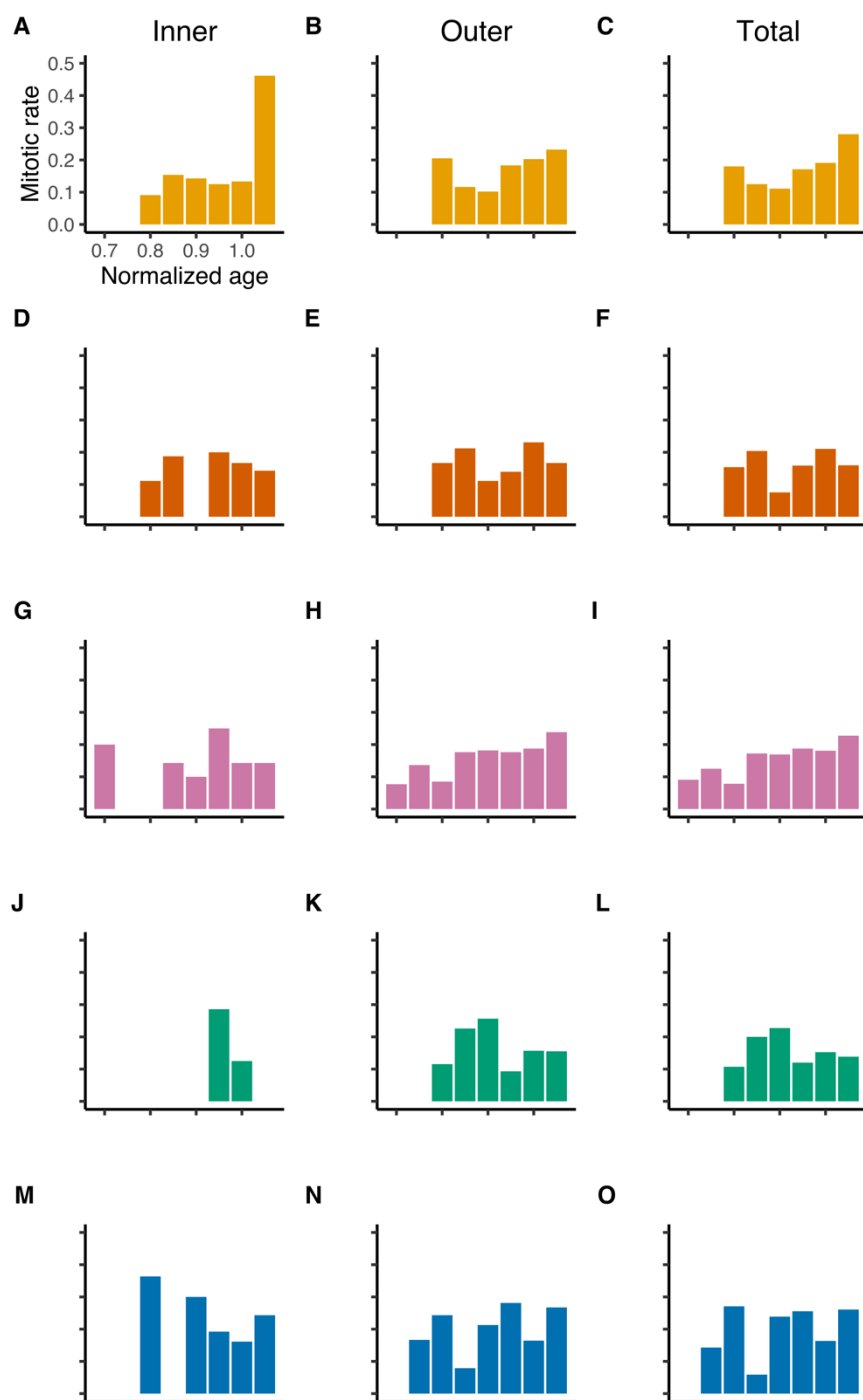 A Inner B Outer C Total
0.5
0.4
0.3
0.2
0.1
0.0
Mitotic rate
0.7 0.8 0.9 1.0
Normalized age
D E F
G H I
J K L
M N O